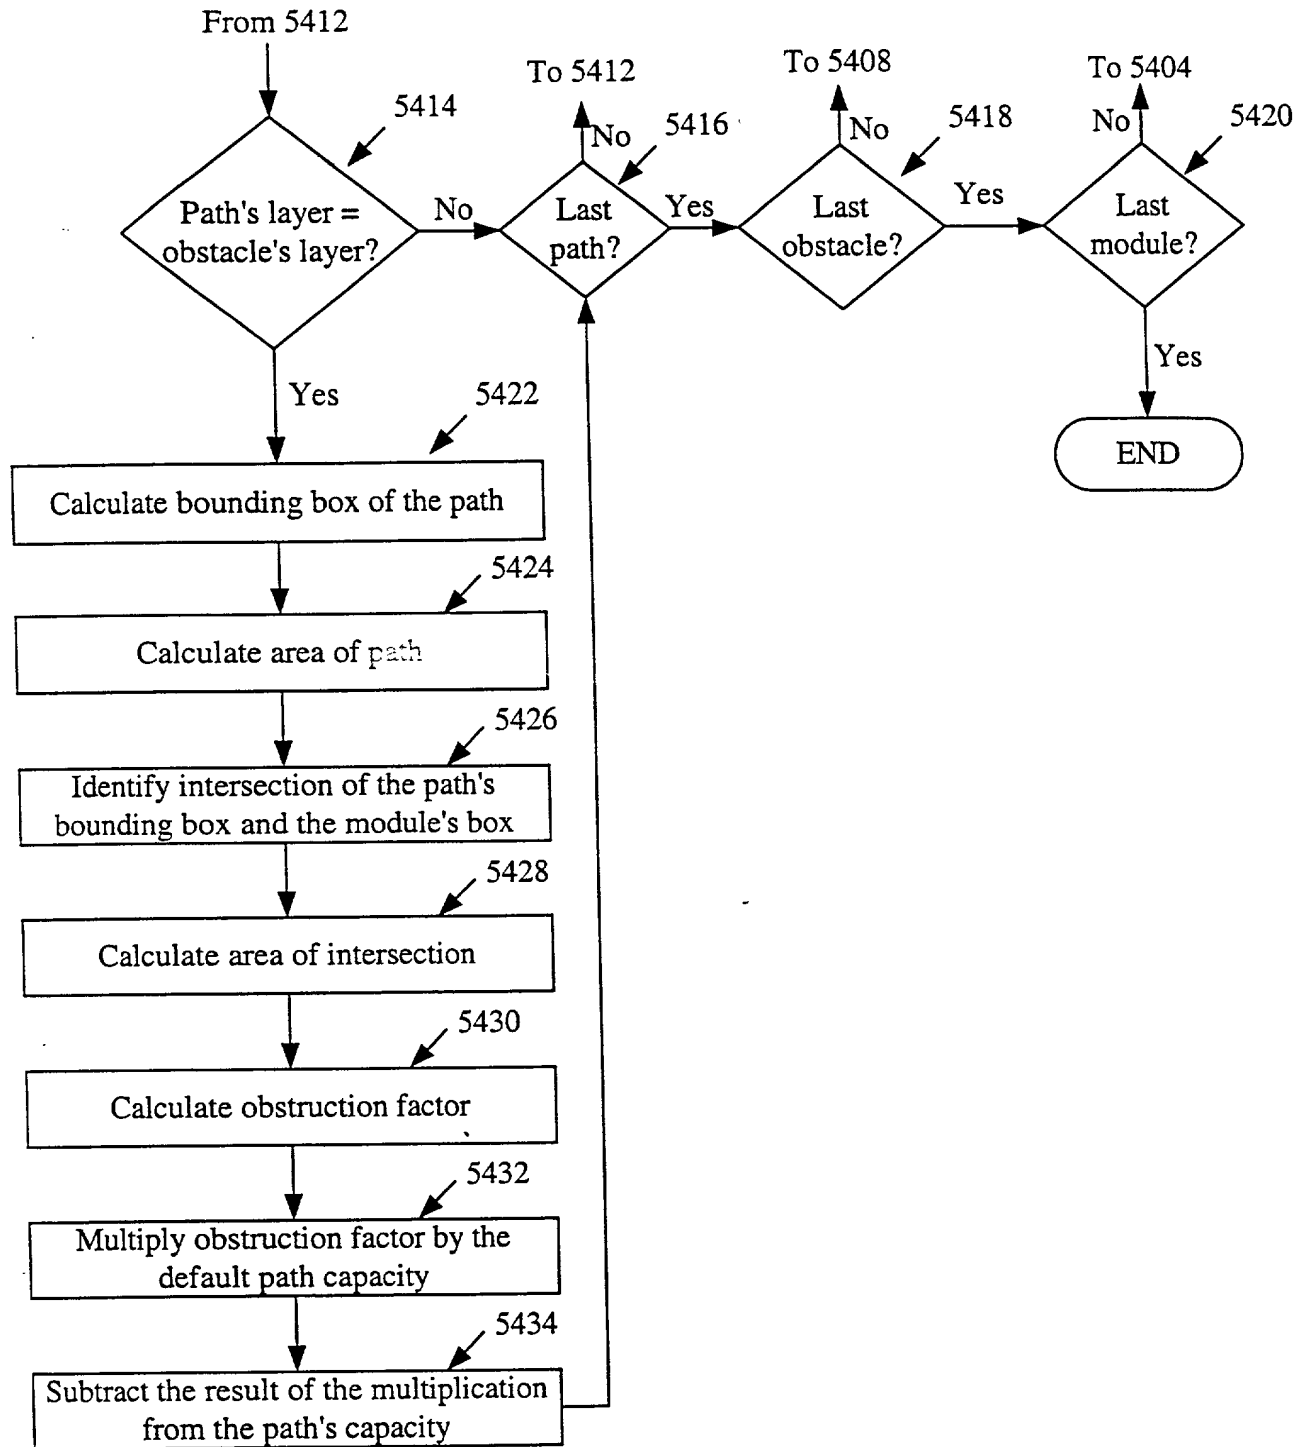 From 5412
5414
Path's layer =
obstacle's layer?
No
Yes
To 5412
No
5416
Last
path?
Yes
To 5408
No
5418
Last
obstacle?
Yes
To 5404
No
5420
Last
module?
Yes
END
5422
Calculate bounding box of the path
5424
Calculate area of path
5426
Identify intersection of the path's
bounding box and the module's box
5428
Calculate area of intersection
5430
Calculate obstruction factor
5432
Multiply obstruction factor by the
default path capacity
5434
Subtract the result of the multiplication
from the path's capacity